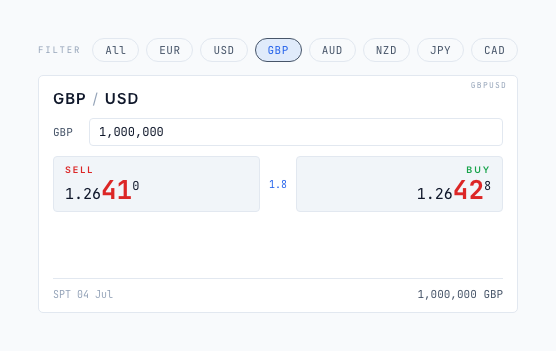 FILTER All EUR USD GBP AUD NZD JPY CAD
GBPUSD
GBP / USD
GBP 1,000,000
SELL BUY
1.26410 1.8 1.26428
SPT 04 Jul 1,000,000 GBP